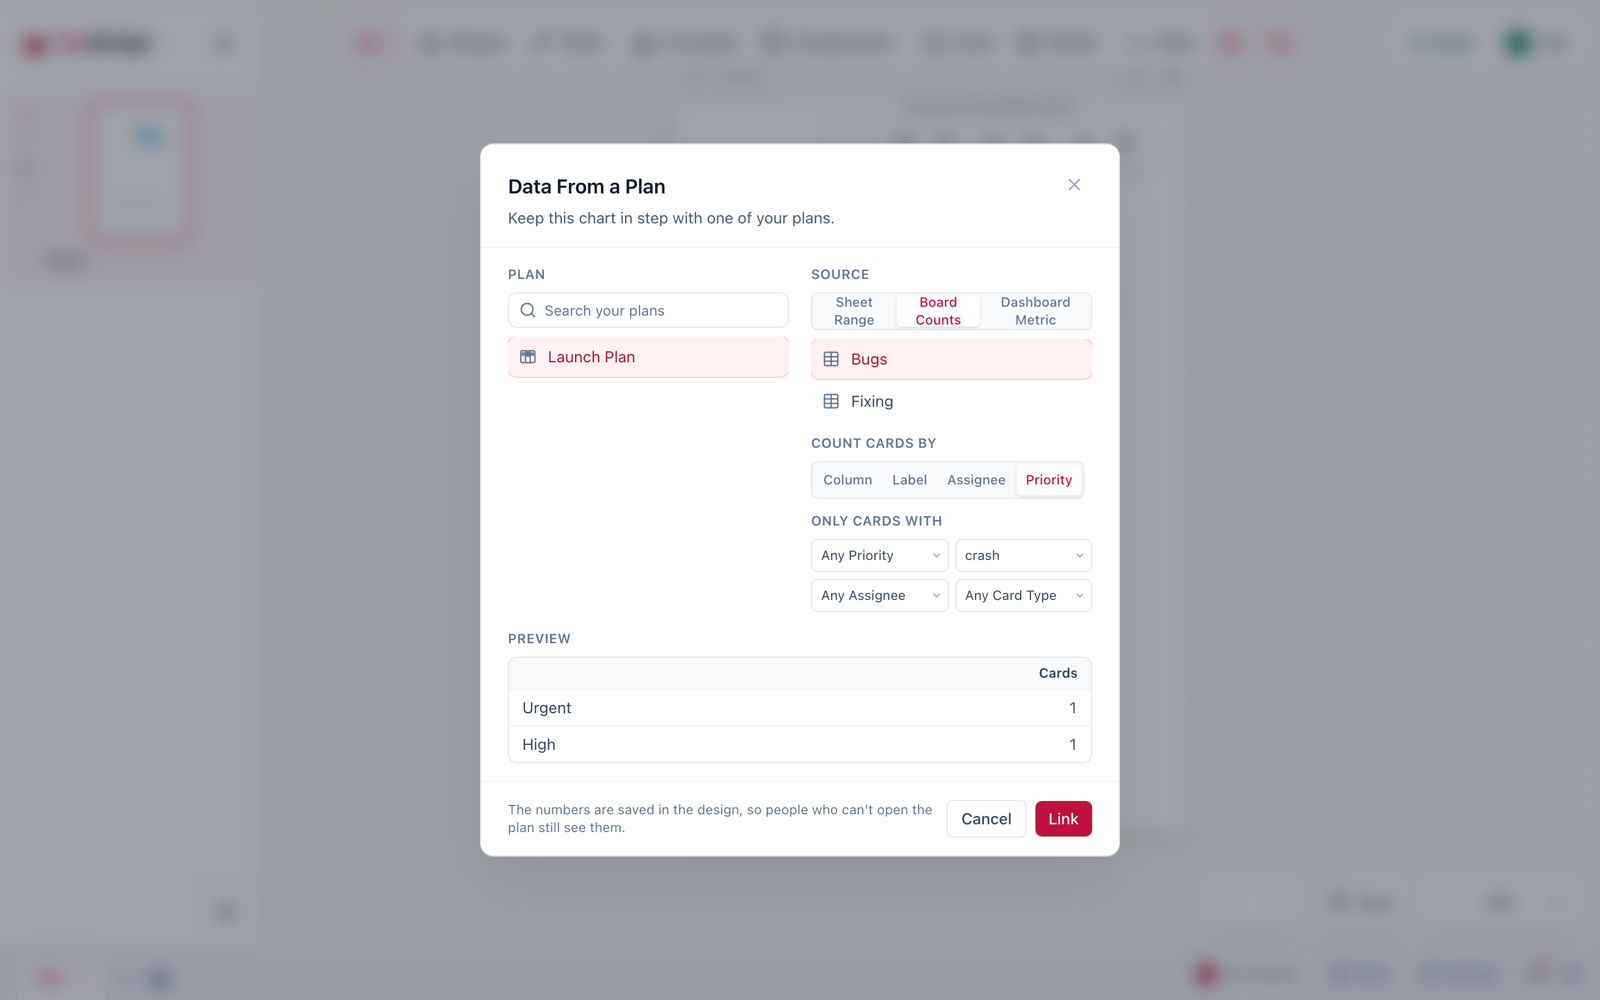 Data From a Plan
Keep this chart in step with one of your plans.
PLAN
Search your plans
Launch Plan
SOURCE
Sheet Range
Board Counts
Dashboard Metric
Bugs
Fixing
COUNT CARDS BY
Column Label Assignee Priority
ONLY CARDS WITH
Any Priority crash
Any Assignee Any Card Type
PREVIEW
Cards
Urgent 1
High 1
The numbers are saved in the design, so people who can't open the
plan still see them.
Cancel Link